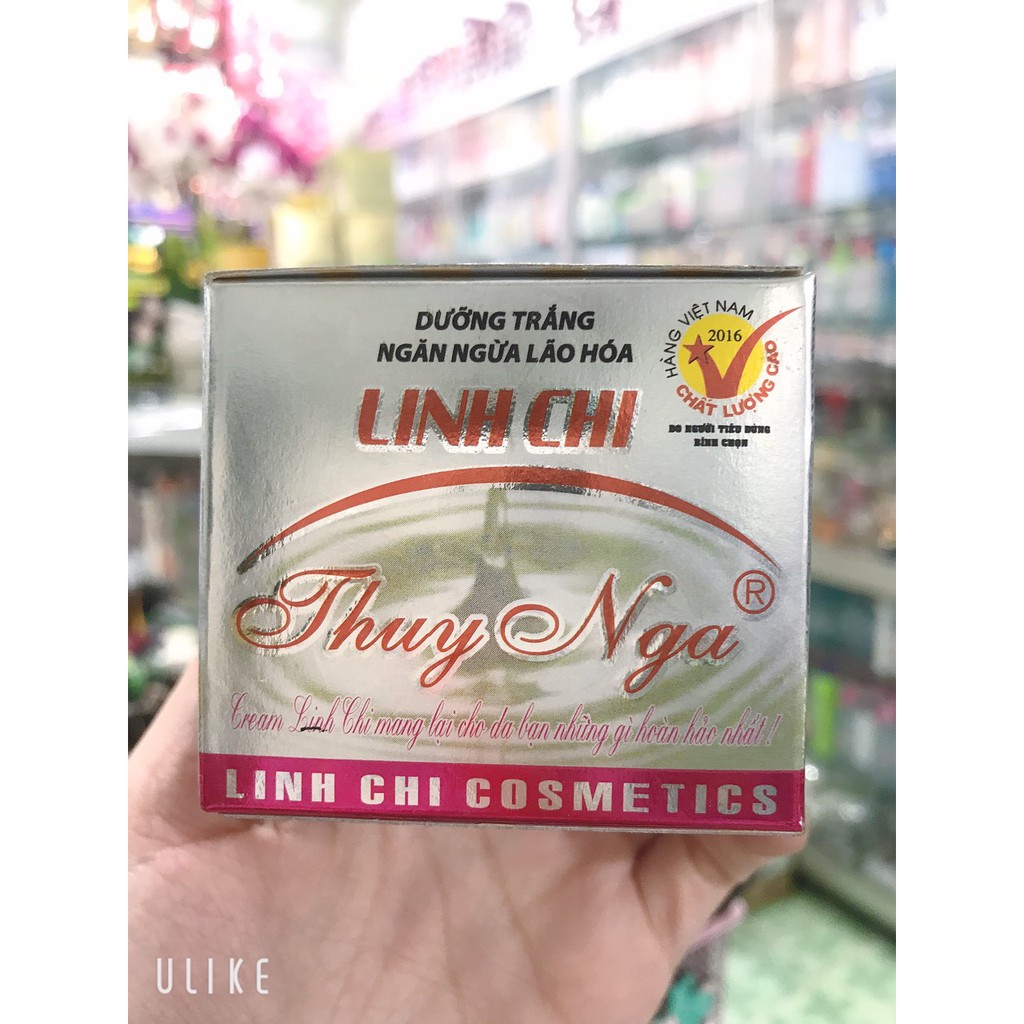 DƯỠNG TRẮNG
NGĂN NGỪA LÃO HÓA
LINH CHI
HÀNG VIỆT NAM
2016
CHẤT LƯỢNG CAO
DO NGƯỜI TIÊU DÙNG
BÌNH CHỌN
Thuy Nga ®
Cream Linh Chi mang lại cho da bạn những gì hoàn hảo nhất !
LINH CHI COSMETICS
ULIKE